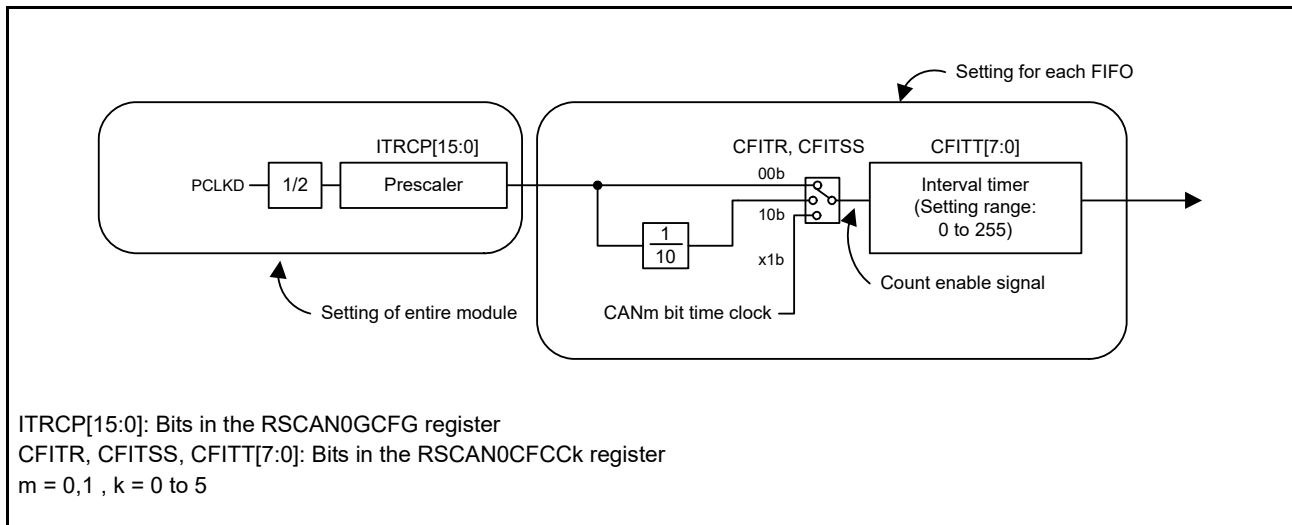 Setting for each FIFO
ITRCP[15:0]
CFITR, CFITSS
CFITT[7:0]
PCLKD
1/2
Prescaler
00b
10b
x1b
1
10
Interval timer
(Setting range:
0 to 255)
Count enable signal
Setting of entire module
CANm bit time clock
ITRCP[15:0]: Bits in the RSCAN0GCFG register
CFITR, CFITSS, CFITT[7:0]: Bits in the RSCAN0CFCCk register
m = 0,1 , k = 0 to 5